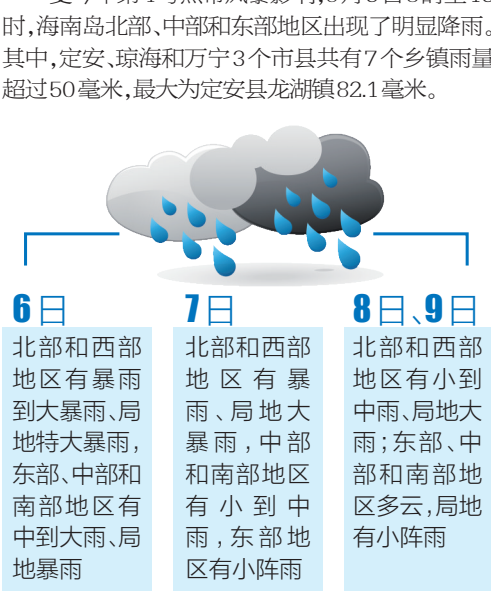 时,海南岛北部、中部和东部地区出现了明显降雨。
其中,定安、琼海和万宁3个市县共有7个乡镇雨量
超过50毫米,最大为定安县龙湖镇82.1毫米。
6日
北部和西部
地区有暴雨
到大暴雨、局
地特大暴雨,
东部、中部和
南部地区有
中到大雨、局
地暴雨
7日
北部和西部
地区有暴
雨、局地大
暴雨,中部
和南部地区
有小到中
雨,东部地
区有小阵雨
8日、9日
北部和西部
地区有小到
中雨、局地大
雨;东部、中
部和南部地
区多云,局地
有小阵雨